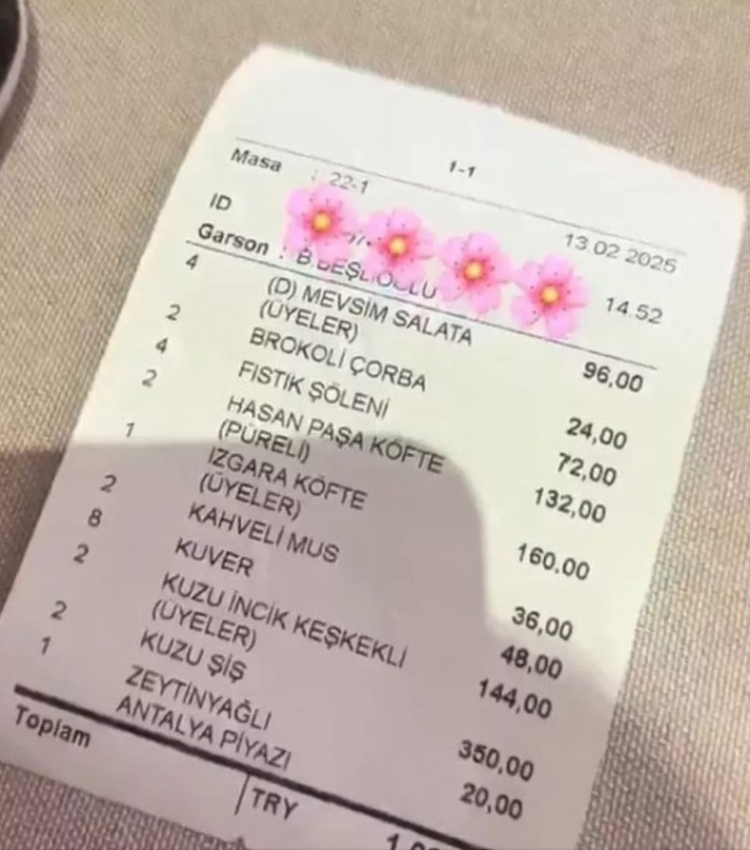 1-1
Masa : 22-1
13 02 2025
ID
14.52
Garson :
4 (D) MEVSİM SALATA
(ÜYELER) 96,00
2 BROKOLİ ÇORBA 24,00
4 FISTIK ŞÖLENİ 72,00
2 HASAN PAŞA KÖFTE
(PÜRELİ) 132,00
1 IZGARA KÖFTE
(ÜYELER) 160,00
2 KAHVELİ MUS 36,00
8 KUVER 48,00
2 KUZU İNCİK KEŞKEKLİ
(ÜYELER) 144,00
2 KUZU ŞİŞ 350,00
1 ZEYTİNYAĞLI
ANTALYA PİYAZI 20,00
Toplam
TRY